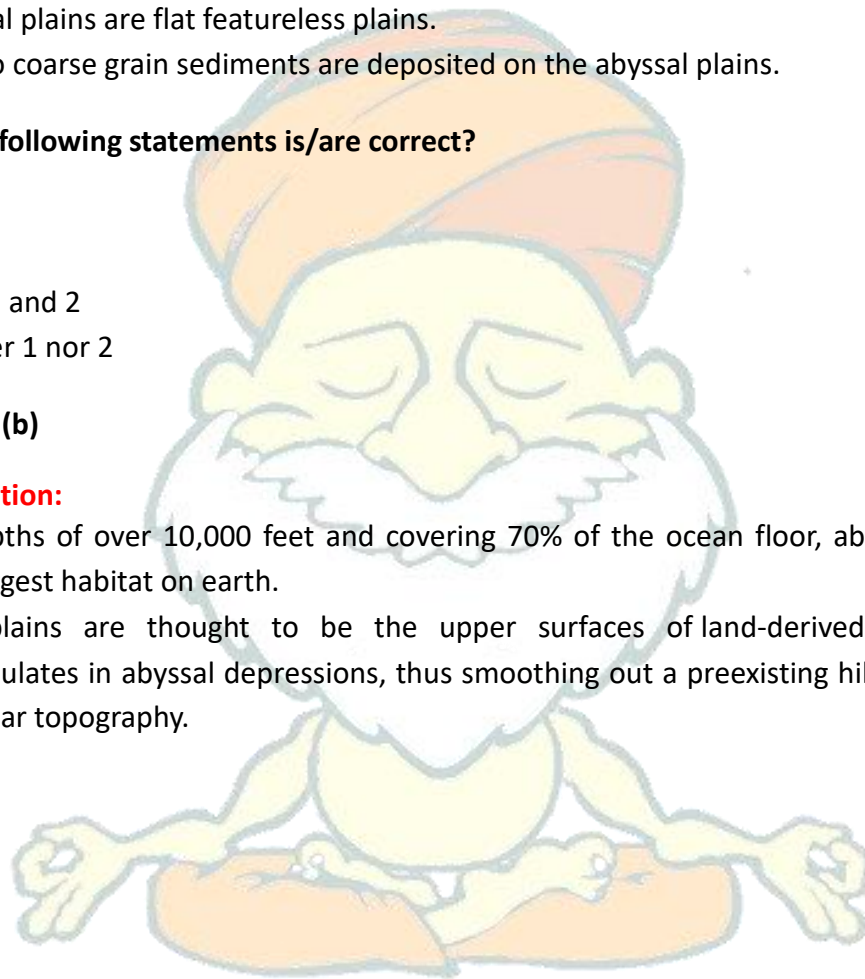 al plains are flat featureless plains.
o coarse grain sediments are deposited on the abyssal plains.
following statements is/are correct?
and 2
er 1 nor 2
(b)
tion:
pths of over 10,000 feet and covering 70% of the ocean floor, ab
gest habitat on earth.
plains are thought to be the upper surfaces of land-derived
ulates in abyssal depressions, thus smoothing out a preexisting hil
ar topography.